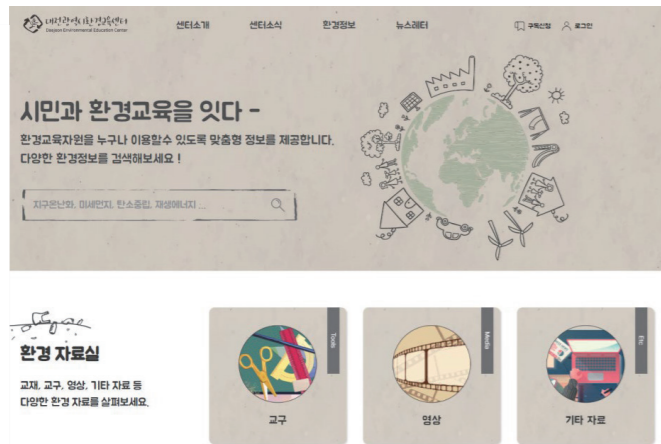 대전광역시환경교육센터
Daejeon Environmental Education Center
센터소개 센터소식 환경정보 뉴스레터 구독신청 로그인
시민과 환경교육을 잇다 -
환경교육자원을 누구나 이용할수 있도록 맞춤형 정보를 제공합니다.
다양한 환경정보를 검색해보세요 !
지구온난화, 미세먼지, 탄소중립, 재생에너지 ...
환경 자료실
교재, 교구, 영상, 기타 자료 등
다양한 환경 자료를 살펴보세요.
Tools
교구
Media
영상
Etc
기타 자료